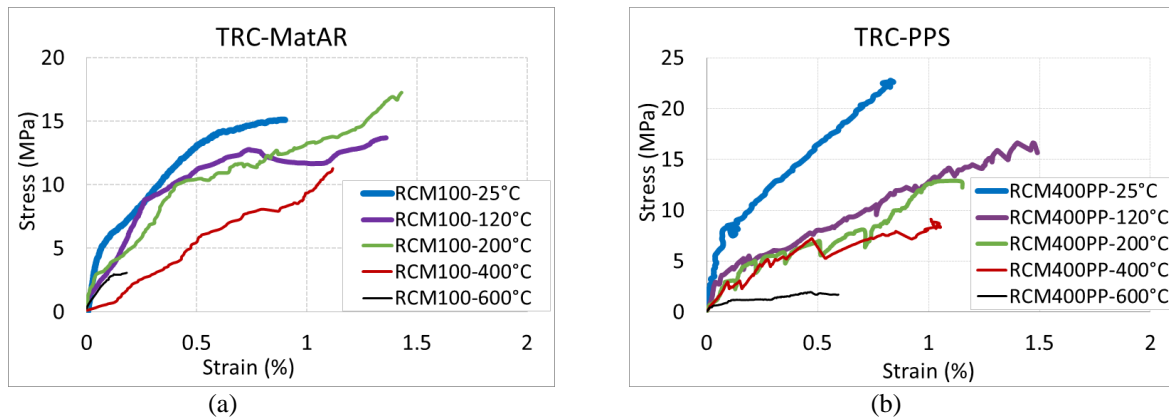 TRC-MatAR
20
15
10
5
0
Stress (MPa)
RCM100-25°C
RCM100-120°C
RCM100-200°C
RCM100-400°C
RCM100-600°C
0 0.5 1 1.5 2
Strain (%)
(a)
TRC-PPS
25
20
15
10
5
0
Stress (MPa)
RCM400PP-25°C
RCM400PP-120°C
RCM400PP-200°C
RCM400PP-400°C
RCM400PP-600°C
0 0.5 1 1.5 2
Strain (%)
(b)